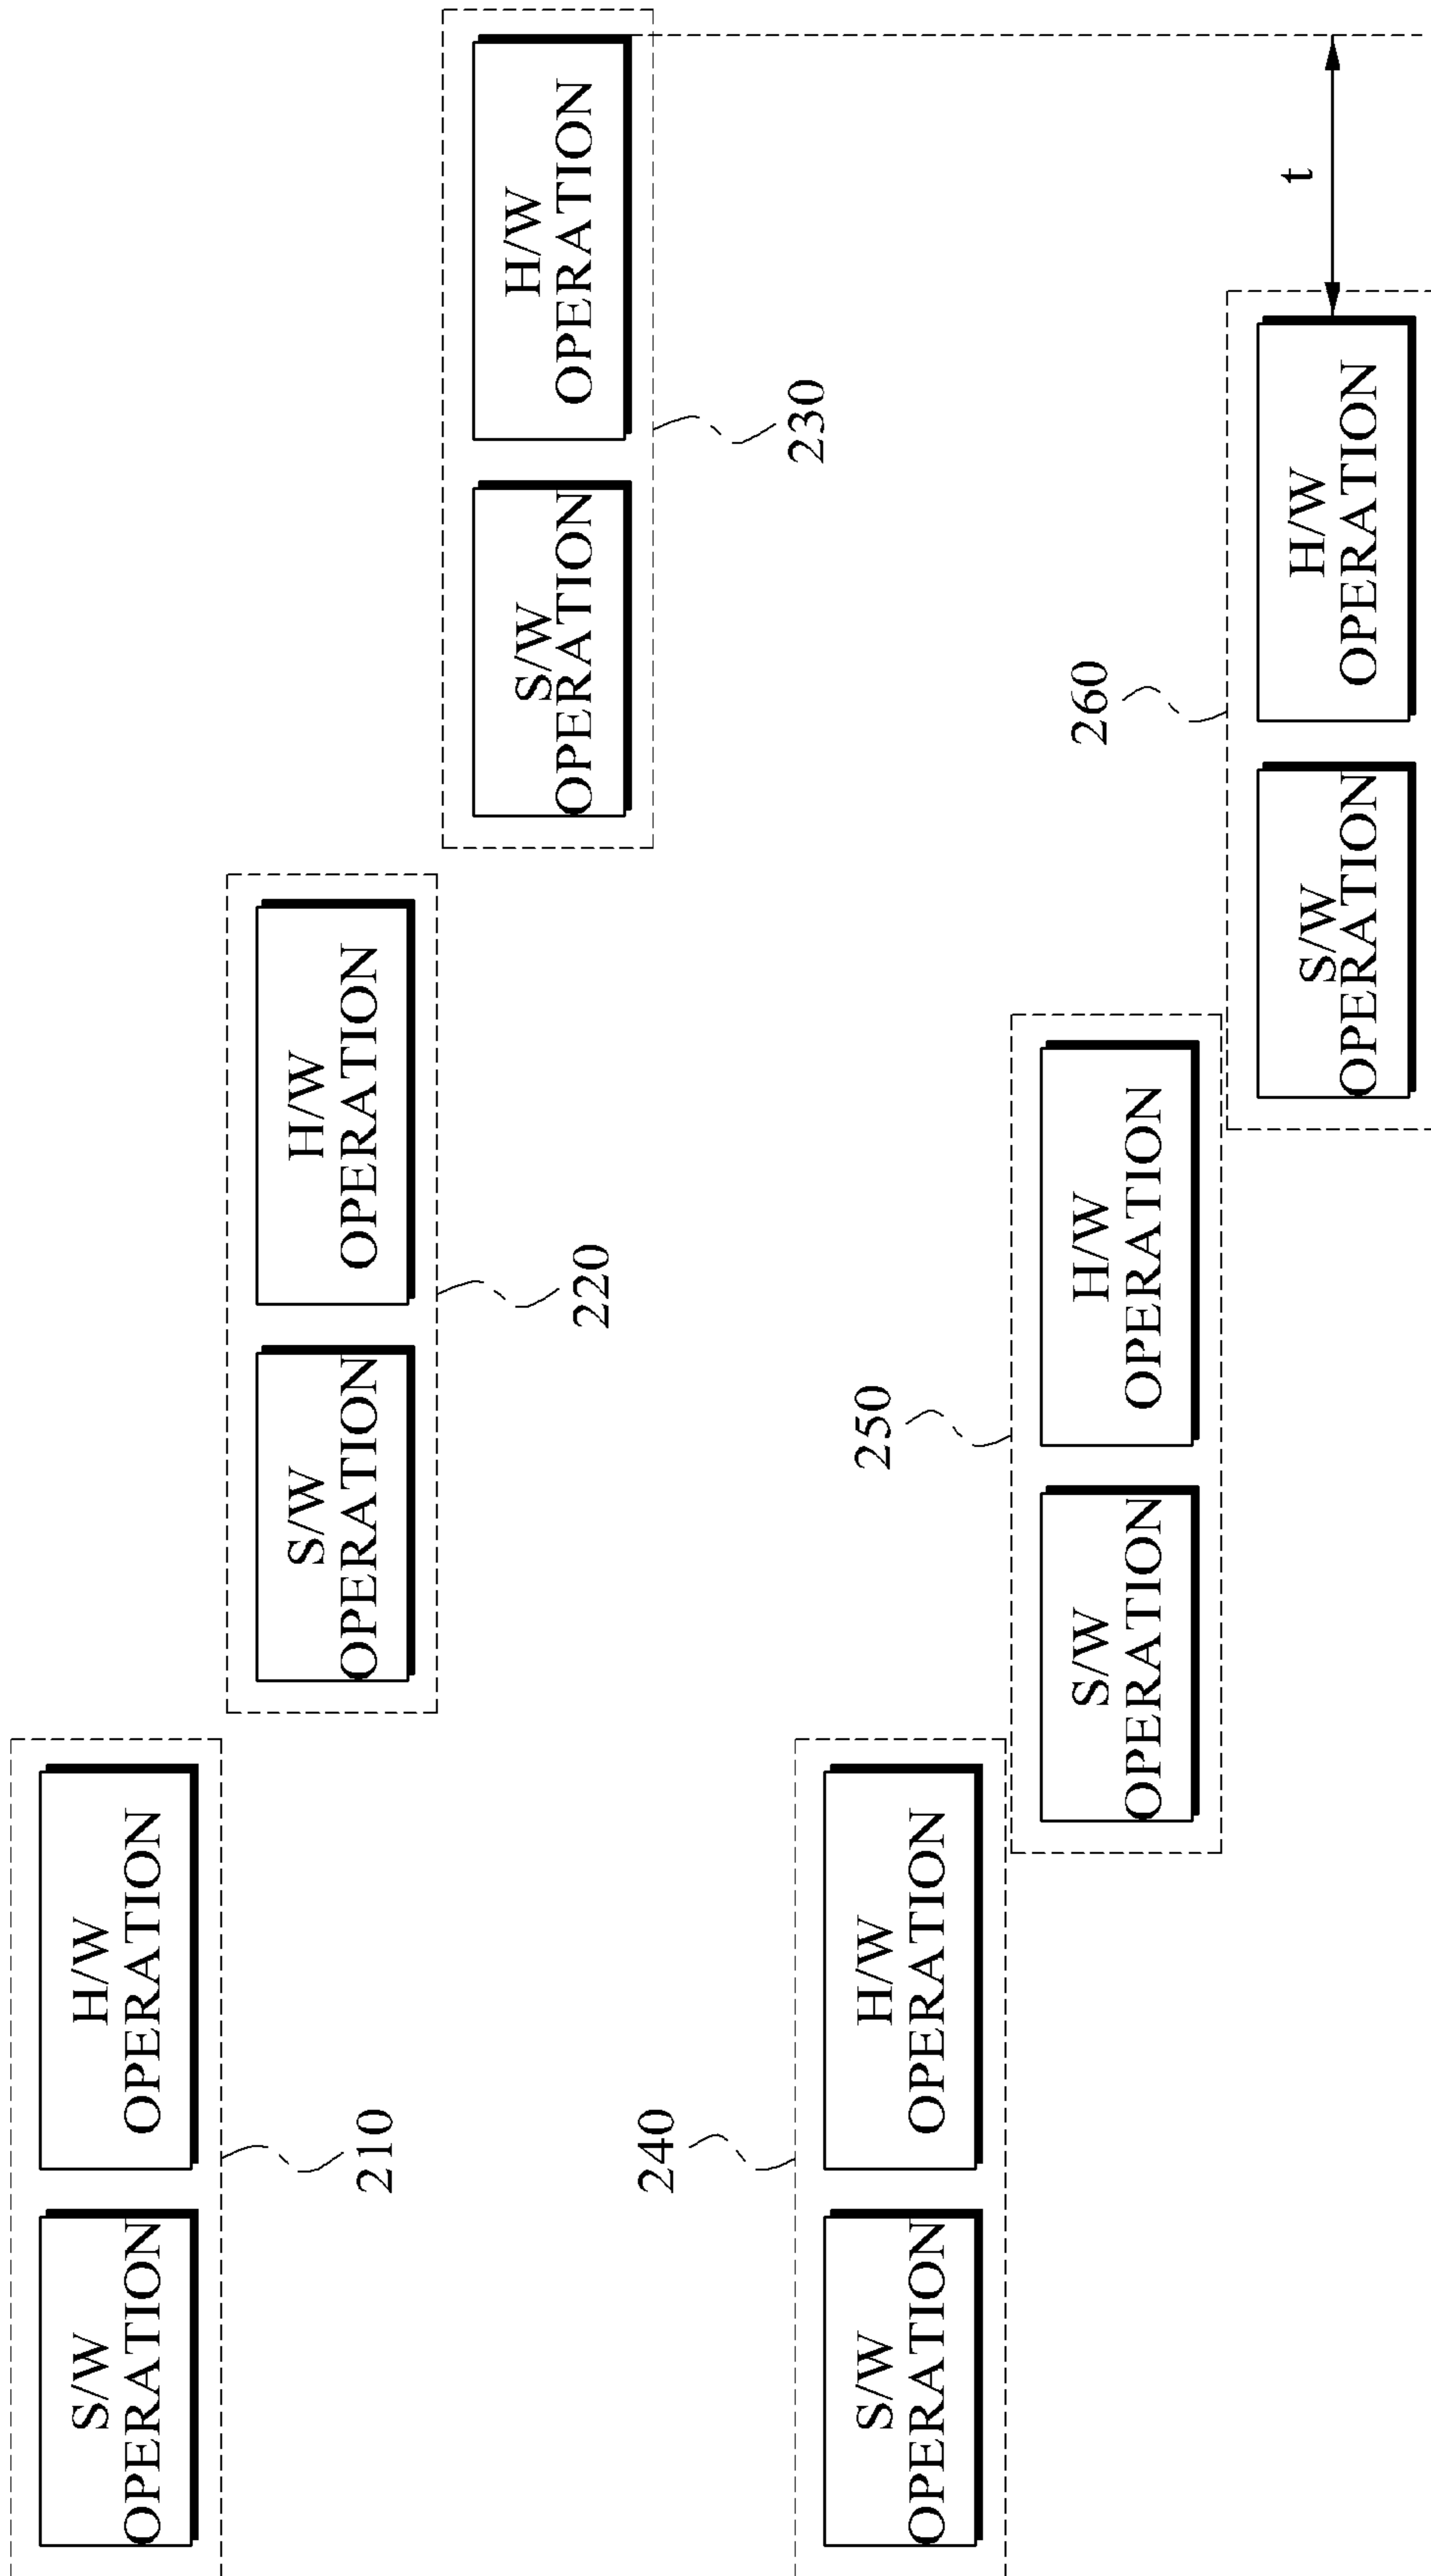 S/W
OPERATION
H/W
OPERATION
210
S/W
OPERATION
H/W
OPERATION
220
S/W
OPERATION
H/W
OPERATION
230
240
S/W
OPERATION
H/W
OPERATION
250
S/W
OPERATION
H/W
OPERATION
260
S/W
OPERATION
H/W
OPERATION
t